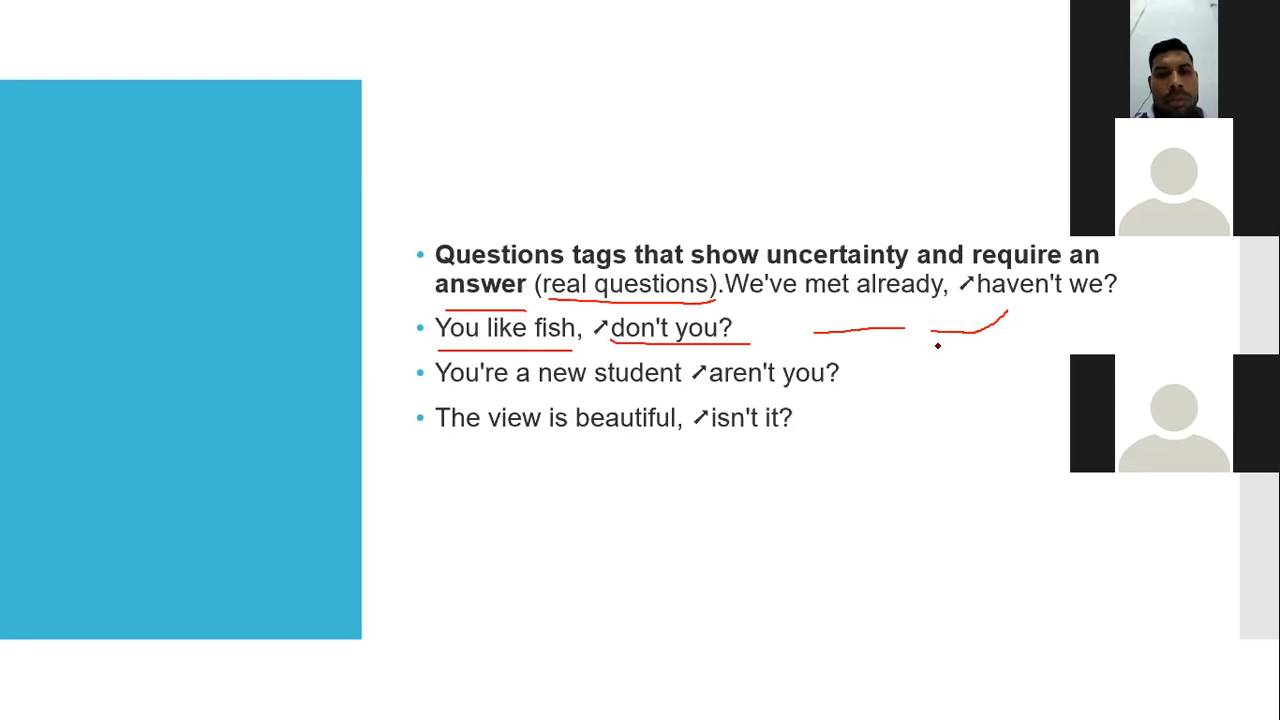 • Questions tags that show uncertainty and require an
answer (real questions).We've met already, ➚haven't we?
• You like fish, ➚don't you?
• You're a new student ➚aren't you?
• The view is beautiful, ➚isn't it?